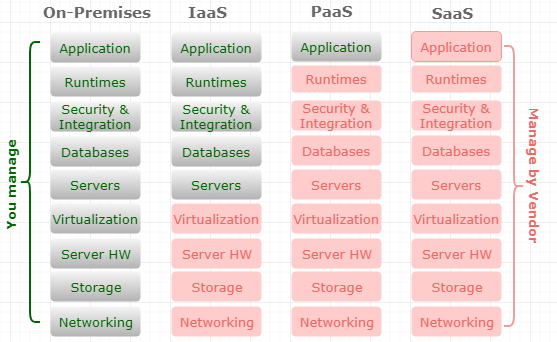 On-Premises IaaS PaaS SaaS
Application Application Application Application
Runtimes Runtimes Runtimes Runtimes
Security & Security & Security & Security &
Integration Integration Integration Integration
Databases Databases Databases Databases
Servers Servers Servers Servers
Virtualization Virtualization Virtualization Virtualization
Server HW Server HW Server HW Server HW
Storage Storage Storage Storage
Networking Networking Networking Networking
You manage
Manage by Vendor